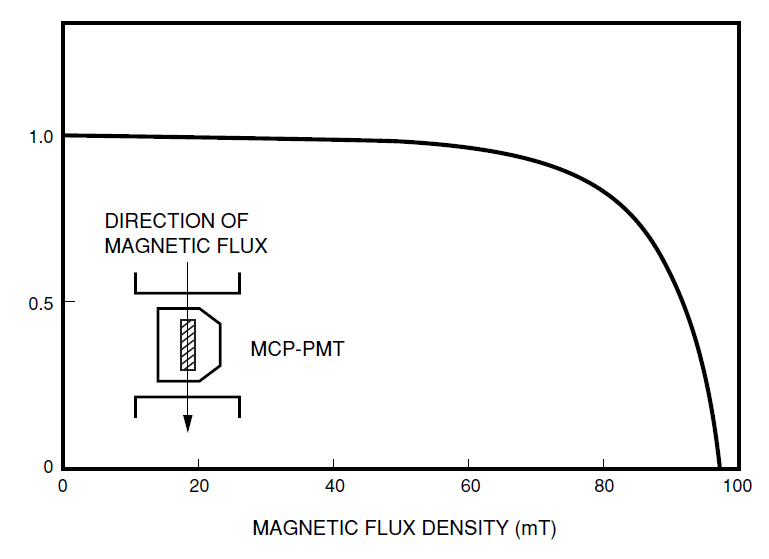 1.0
DIRECTION OF
MAGNETIC FLUX
0.5
MCP-PMT
0
0 20 40 60 80 100
MAGNETIC FLUX DENSITY (mT)